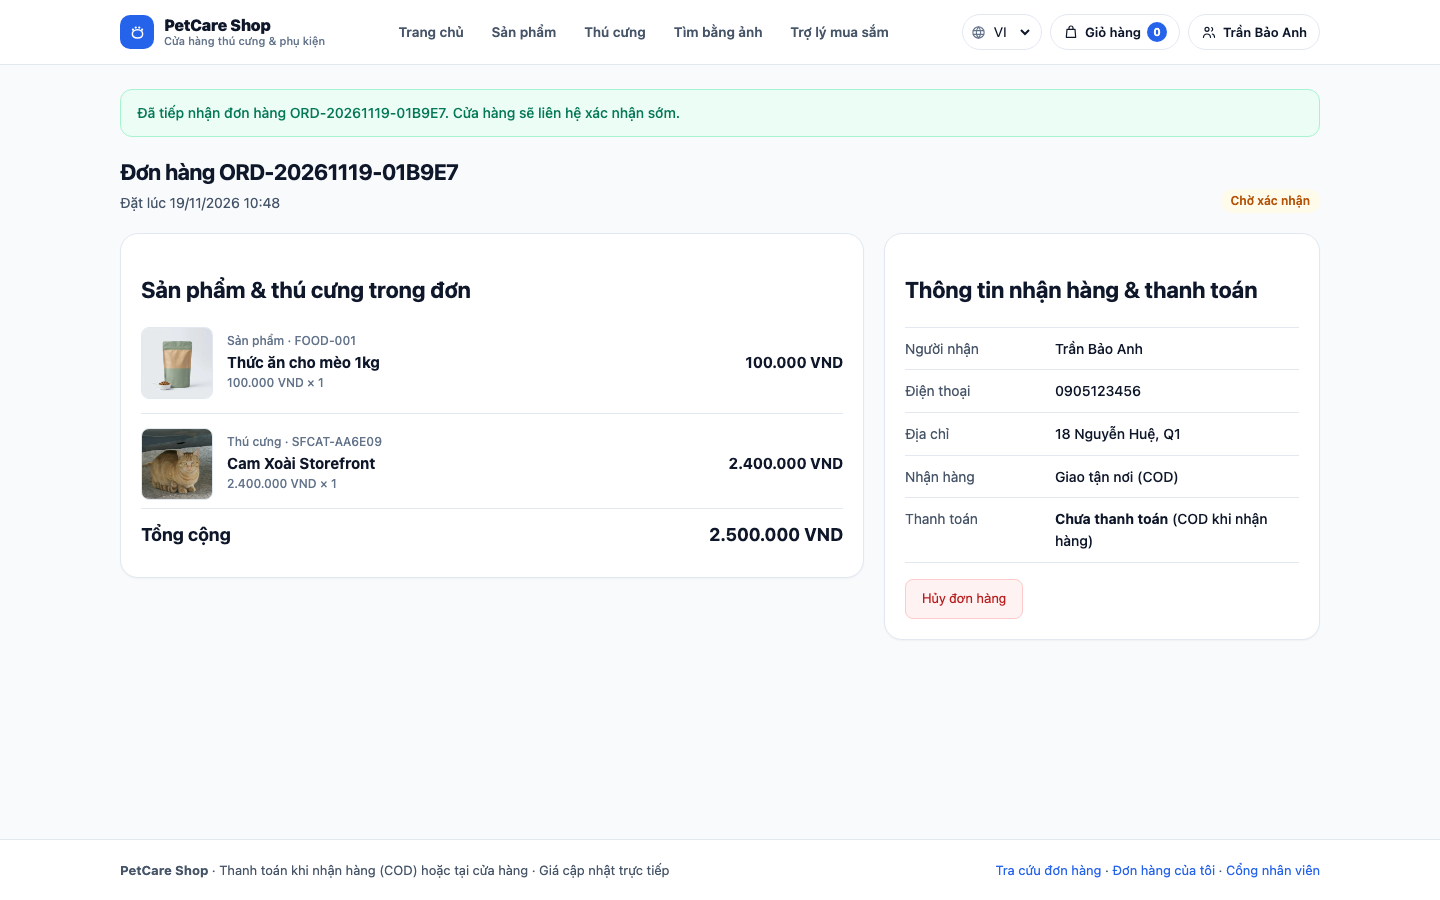 PetCare Shop
Cửa hàng thú cưng & phụ kiện
Trang chủ
Sản phẩm
Thú cưng
Tìm bằng ảnh
Trợ lý mua sắm
VI
Giỏ hàng 0
Trần Bảo Anh
Đã tiếp nhận đơn hàng ORD-20261119-01B9E7. Cửa hàng sẽ liên hệ xác nhận sớm.
Đơn hàng ORD-20261119-01B9E7
Đặt lúc 19/11/2026 10:48
Chờ xác nhận
Sản phẩm & thú cưng trong đơn
Sản phẩm · FOOD-001
Thức ăn cho mèo 1kg
100.000 VND × 1
100.000 VND
Thú cưng · SFCAT-AA6E09
Cam Xoài Storefront
2.400.000 VND × 1
2.400.000 VND
Tổng cộng
2.500.000 VND
Thông tin nhận hàng & thanh toán
Người nhận
Trần Bảo Anh
Điện thoại
0905123456
Địa chỉ
18 Nguyễn Huệ, Q1
Nhận hàng
Giao tận nơi (COD)
Thanh toán
Chưa thanh toán (COD khi nhận
hàng)
Hủy đơn hàng
PetCare Shop · Thanh toán khi nhận hàng (COD) hoặc tại cửa hàng · Giá cập nhật trực tiếp
Tra cứu đơn hàng · Đơn hàng của tôi · Cổng nhân viên